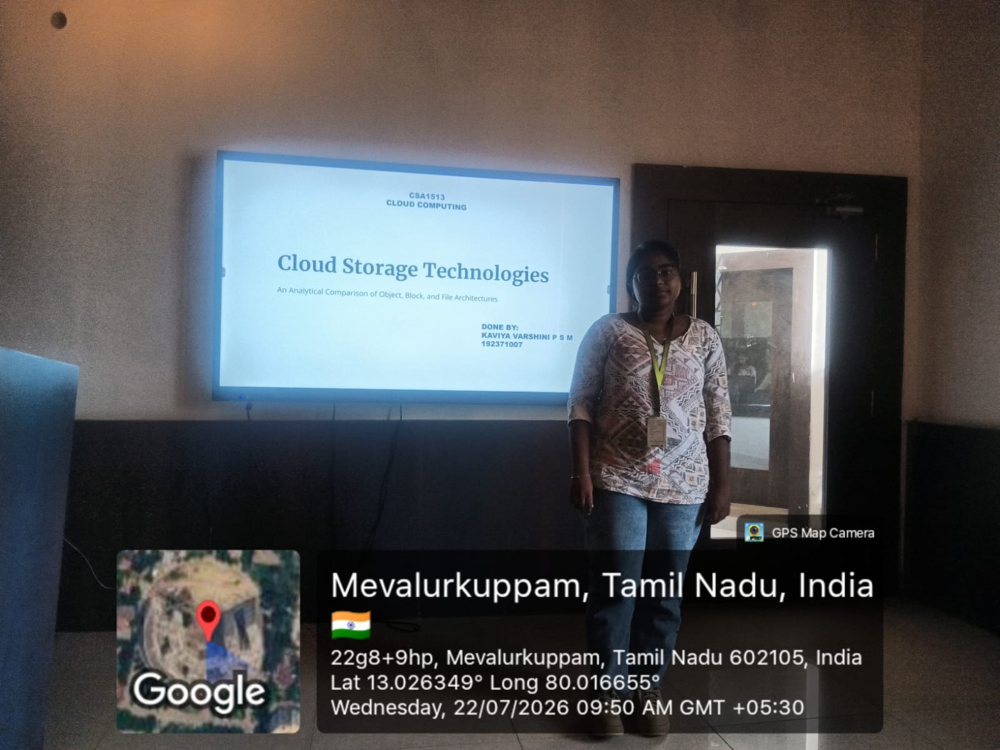 CSA1513
CLOUD COMPUTING
Cloud Storage Technologies
An Analytical Comparison of Object, Block, and File Architectures
DONE BY:
KAVIYA VARSHINI P S M
192371007
GPS Map Camera
Mevalurkuppam, Tamil Nadu, India
22g8+9hp, Mevalurkuppam, Tamil Nadu 602105, India
Lat 13.026349° Long 80.016655°
Wednesday, 22/07/2026 09:50 AM GMT +05:30
Google